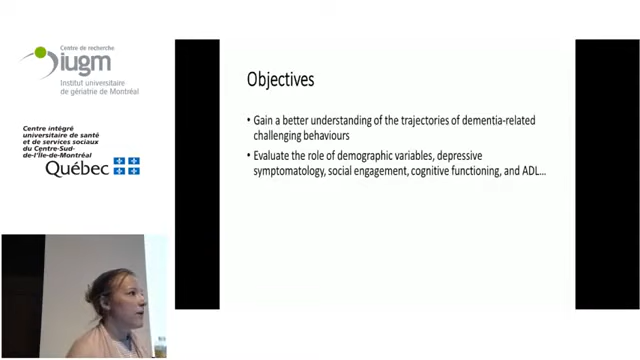 Centre de recherche
iugm
Institut universitaire
de gériatrie de Montréal
Centre intégré
universitaire de santé
et de services sociaux
du Centre-Sud-
de-l'Île-de-Montréal
Québec
Objectives
• Gain a better understanding of the trajectories of dementia-related
challenging behaviours
• Evaluate the role of demographic variables, depressive
symptomatology, social engagement, cognitive functioning, and ADL...